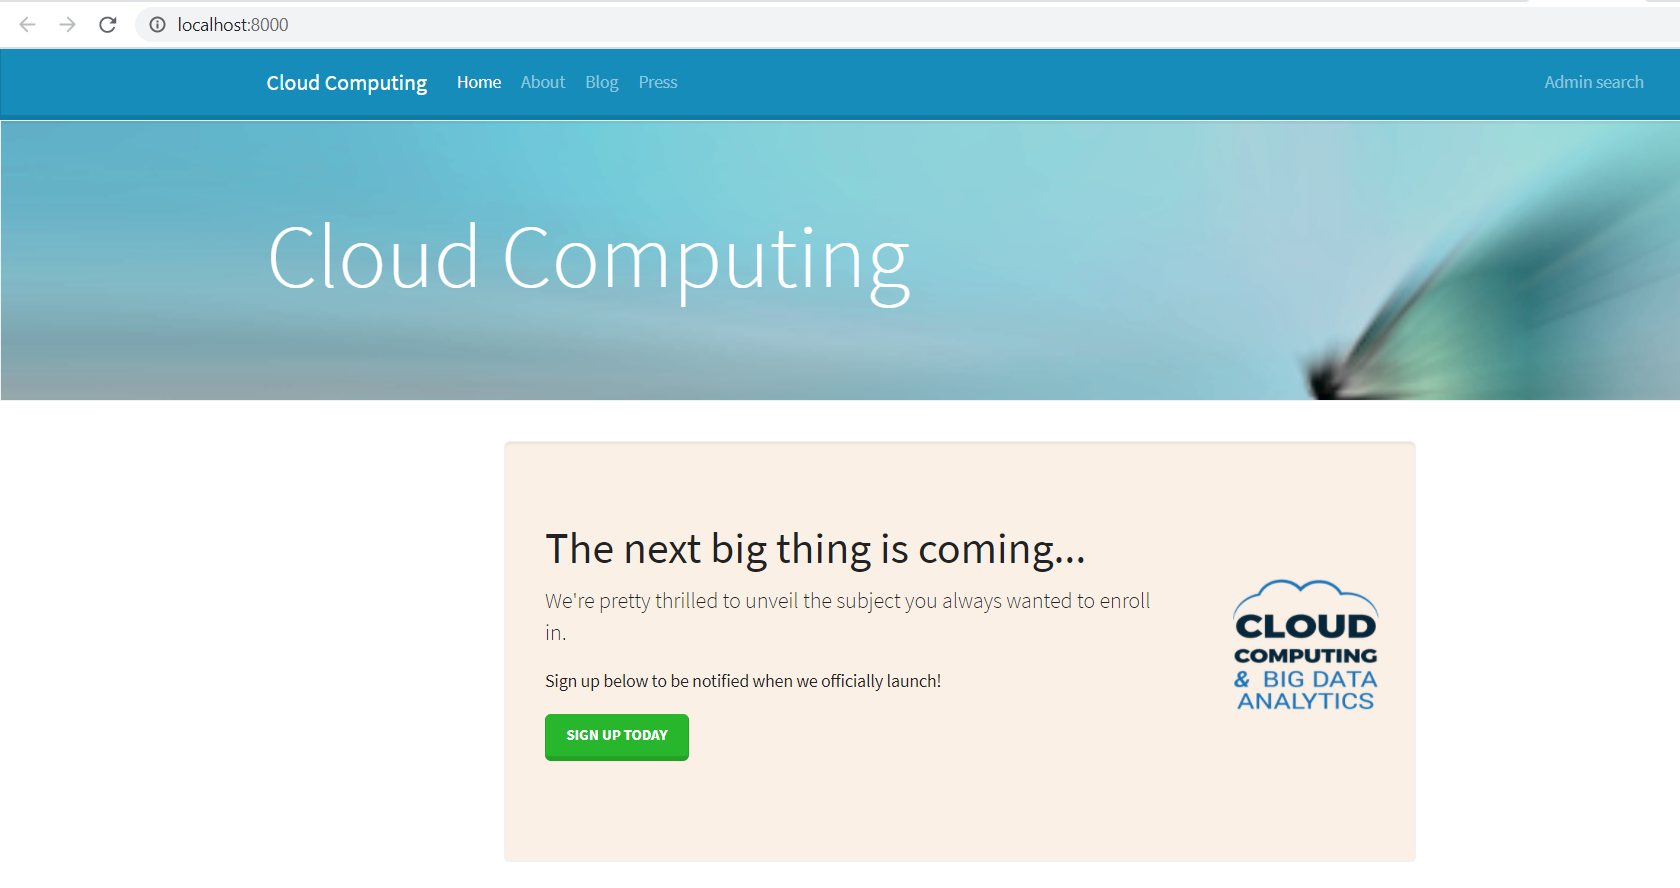 localhost:8000
Cloud Computing Home About Blog Press Admin search
Cloud Computing
The next big thing is coming...
We're pretty thrilled to unveil the subject you always wanted to enroll
in.
Sign up below to be notified when we officially launch!
SIGN UP TODAY
CLOUD
COMPUTING
& BIG DATA
ANALYTICS